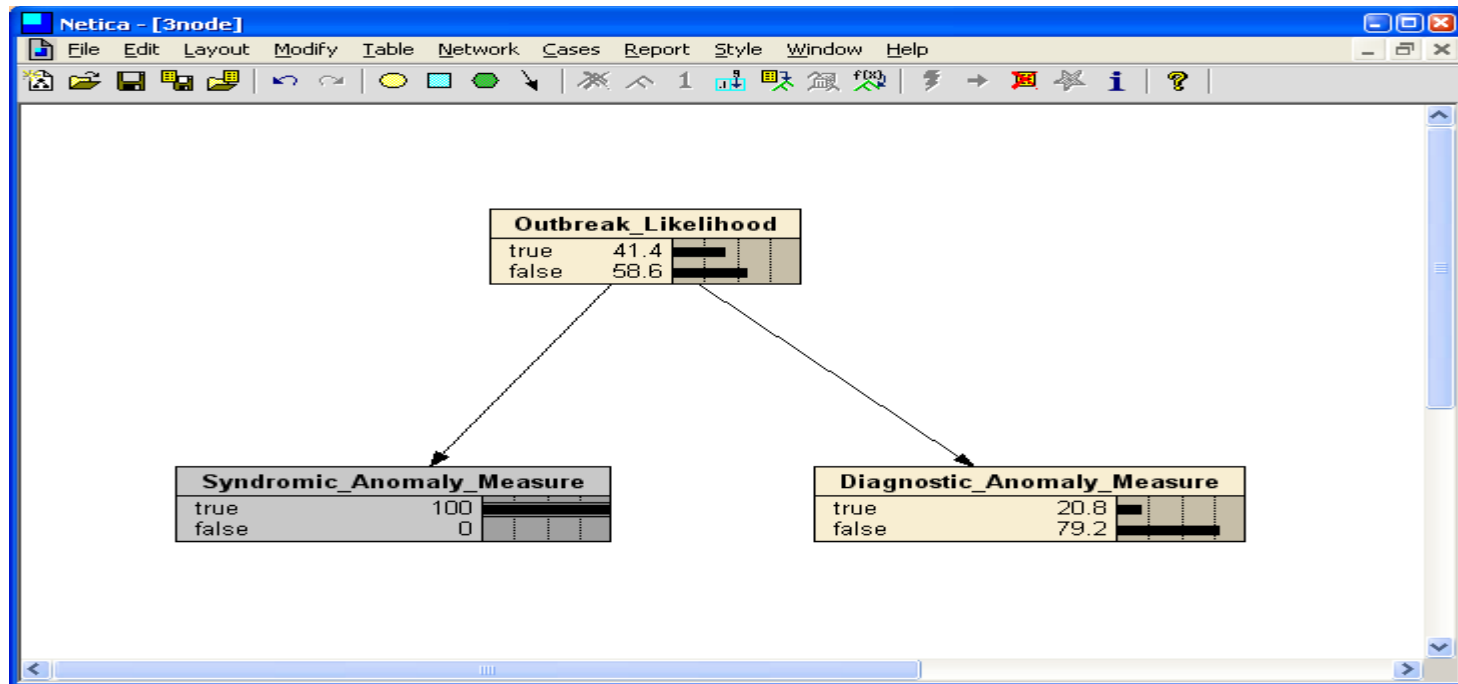 Netica - [3node]
File Edit Layout Modify Table Network Cases Report Style Window Help
1 f(x) i ?
Outbreak_Likelihood
true 41.4
false 58.6
Syndromic_Anomaly_Measure
true 100
false 0
Diagnostic_Anomaly_Measure
true 20.8
false 79.2